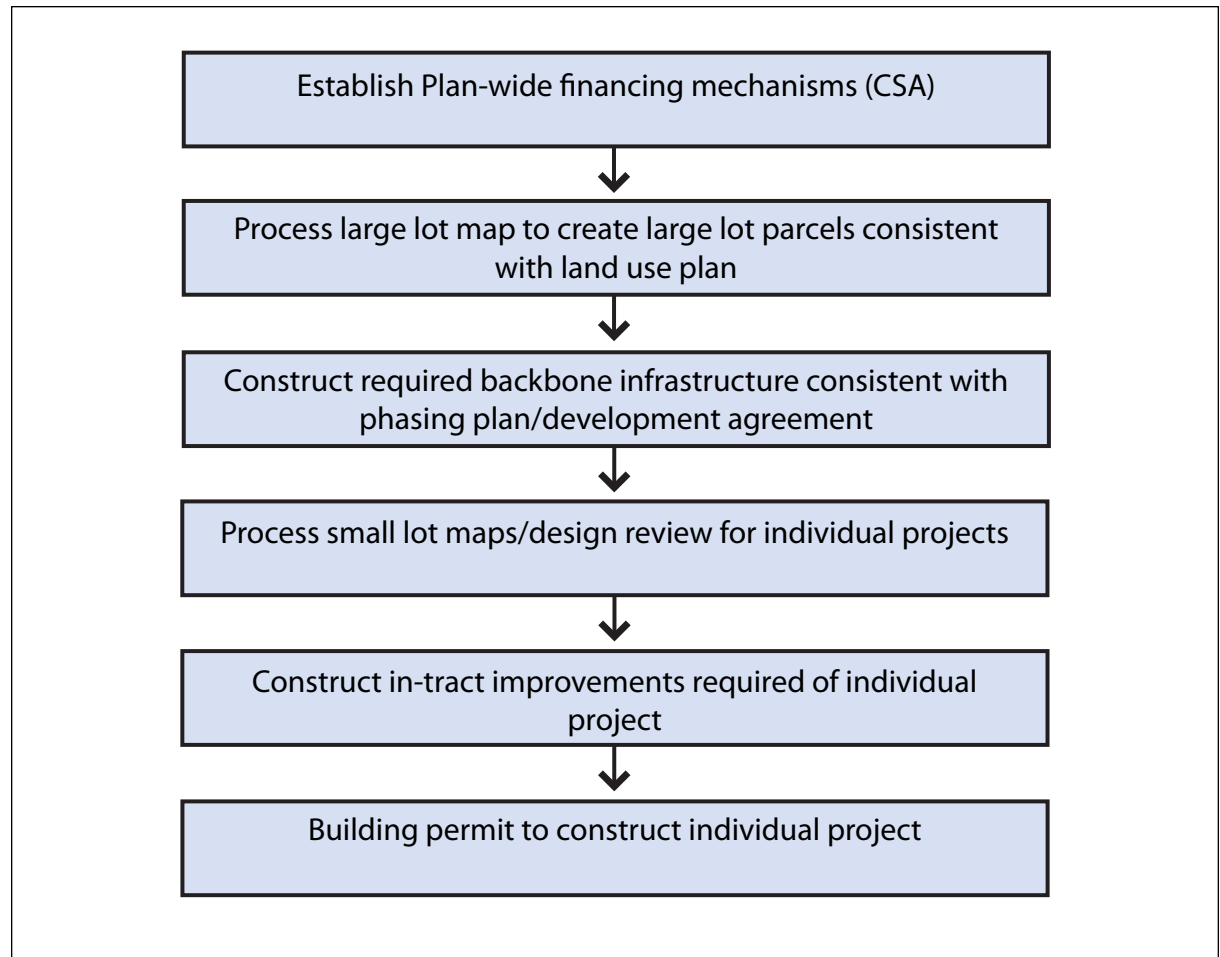 Establish Plan-wide financing mechanisms (CSA)
Process large lot map to create large lot parcels consistent
with land use plan
Construct required backbone infrastructure consistent with
phasing plan/development agreement
Process small lot maps/design review for individual projects
Construct in-tract improvements required of individual
project
Building permit to construct individual project